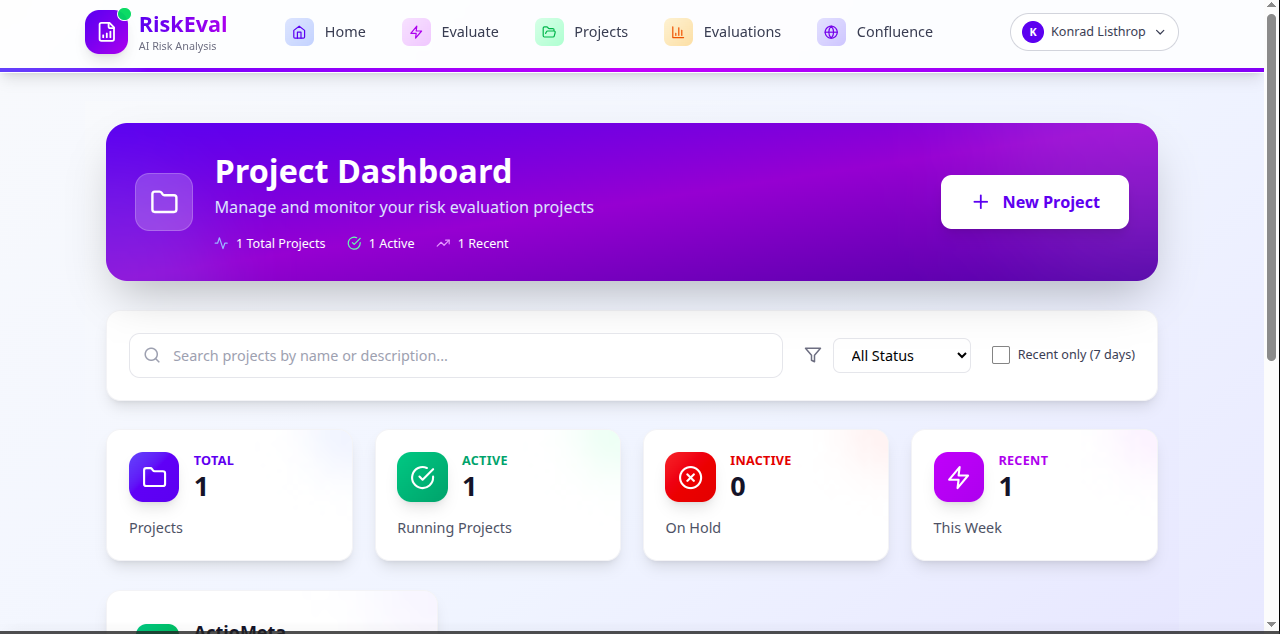 RiskEval
AI Risk Analysis
Home
Evaluate
Projects
Evaluations
Confluence
K
Konrad Listhrop
Project Dashboard
Manage and monitor your risk evaluation projects
1 Total Projects
1 Active
1 Recent
New Project
Search projects by name or description...
All Status
Recent only (7 days)
TOTAL
1
Projects
ACTIVE
1
Running Projects
INACTIVE
0
On Hold
RECENT
1
This Week
ActioMeta